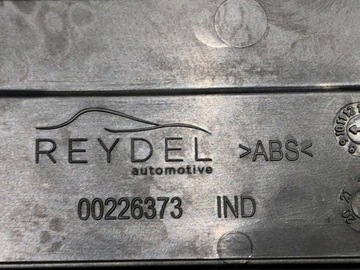 REYDEL >ABS<
automotive
00226373 IND